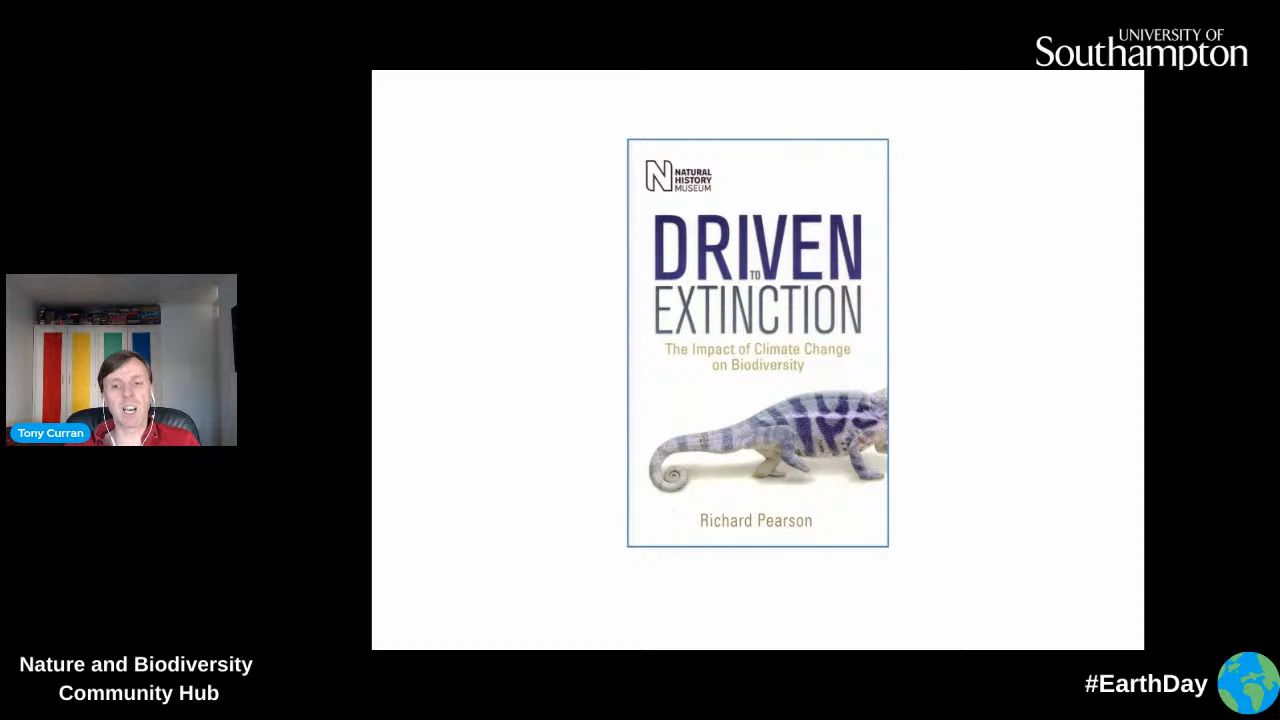 UNIVERSITY OF
Southampton
NATURAL
HISTORY
MUSEUM
DRIVEN
TO
EXTINCTION
The Impact of Climate Change
on Biodiversity
Richard Pearson
Tony Curran
Nature and Biodiversity
Community Hub
#EarthDay